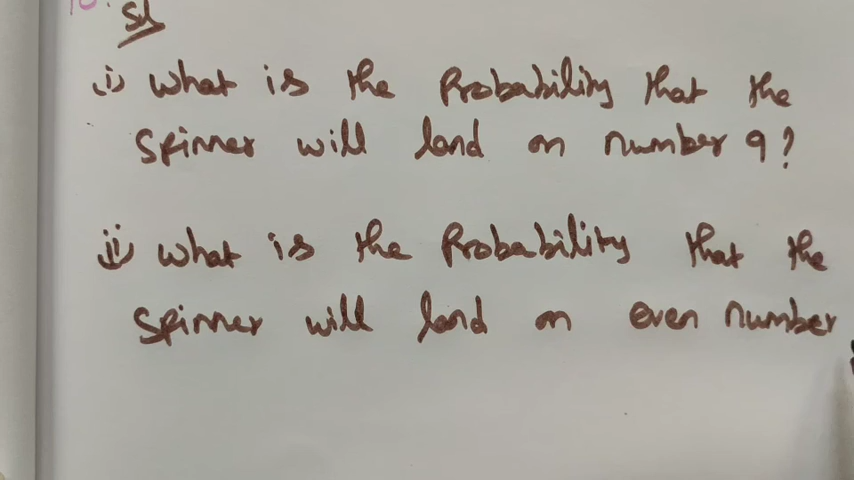 Sol
(i) What is the Probability that the
Spinner will land on number 9?
(ii) What is the Probability that the
Spinner will land on even number